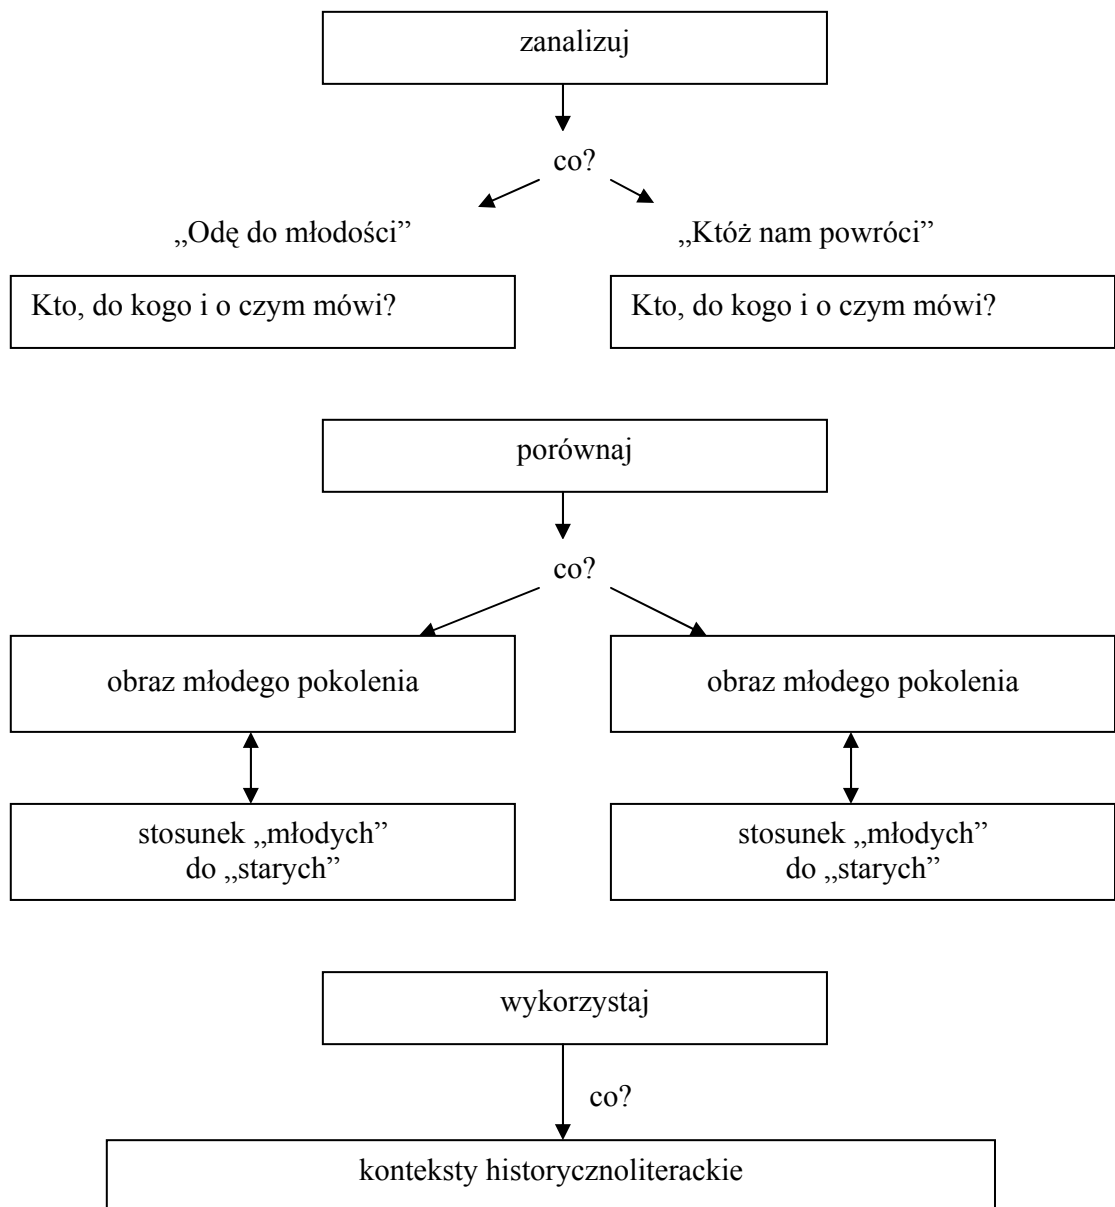 zanalizuj
co?
„Odę do młodości”
„Któż nam powróci”
Kto, do kogo i o czym mówi?
Kto, do kogo i o czym mówi?
porównaj
co?
obraz młodego pokolenia
obraz młodego pokolenia
stosunek „młodych”
do „starych”
stosunek „młodych”
do „starych”
wykorzystaj
co?
konteksty historycznoliterackie